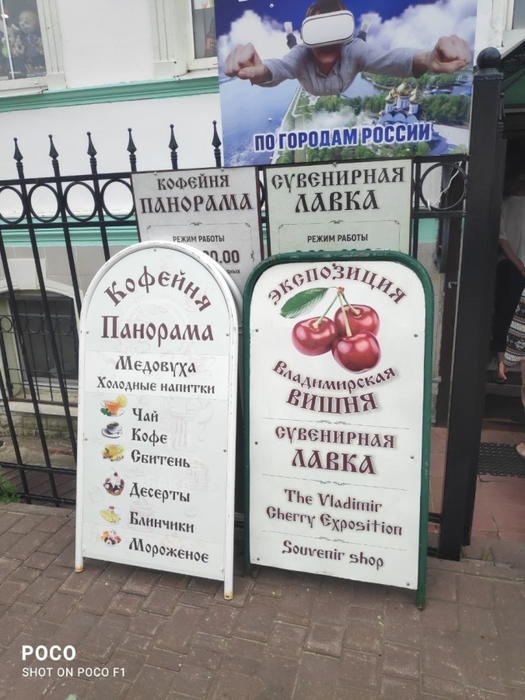 ПО ГОРОДАМ РОССИИ
КОФЕЙНЯ
ПАНОРАМА
РЕЖИМ РАБОТЫ
СУВЕНИРНАЯ
ЛАВКА
РЕЖИМ РАБОТЫ
Кофейня
Панорама
Медовуха
Холодные напитки
Чай
Кофе
Сбитень
Десерты
Блинчики
Мороженое
ЭКСПОЗИЦИЯ
Владимирская
ВИШНЯ
СУВЕНИРНАЯ
ЛАВКА
The Vladimir
Cherry Exposition
Souvenir shop
POCO
SHOT ON POCO F1